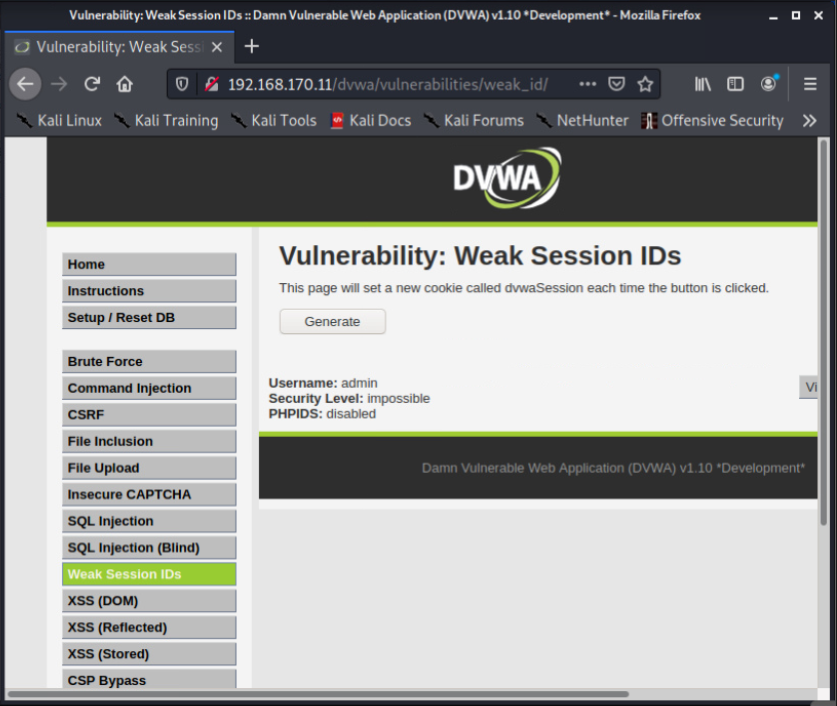 Vulnerability: Weak Session IDs :: Damn Vulnerable Web Application (DVWA) v1.10 *Development* - Mozilla Firefox
Vulnerability: Weak Sess
192.168.170.11/dvwa/vulnerabilities/weak_id/
Kali Linux Kali Training Kali Tools Kali Docs Kali Forums NetHunter Offensive Security
DVWA
Home
Instructions
Setup / Reset DB
Brute Force
Command Injection
CSRF
File Inclusion
File Upload
Insecure CAPTCHA
SQL Injection
SQL Injection (Blind)
Weak Session IDs
XSS (DOM)
XSS (Reflected)
XSS (Stored)
CSP Bypass
Vulnerability: Weak Session IDs
This page will set a new cookie called dvwaSession each time the button is clicked.
Generate
Username: admin
Security Level: impossible
PHPIDS: disabled
Vi
Damn Vulnerable Web Application (DVWA) v1.10 *Development*